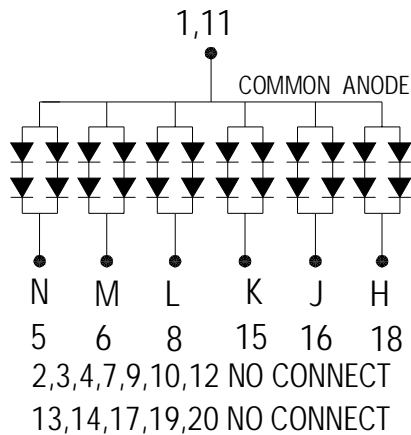 1,11
COMMON ANODE
N M L K J H
5 6 8 15 16 18
2,3,4,7,9,10,12 NO CONNECT
13,14,17,19,20 NO CONNECT